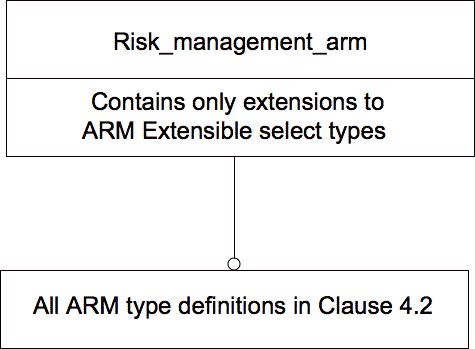 Risk_management_arm
Contains only extensions to
ARM Extensible select types
All ARM type definitions in Clause 4.2